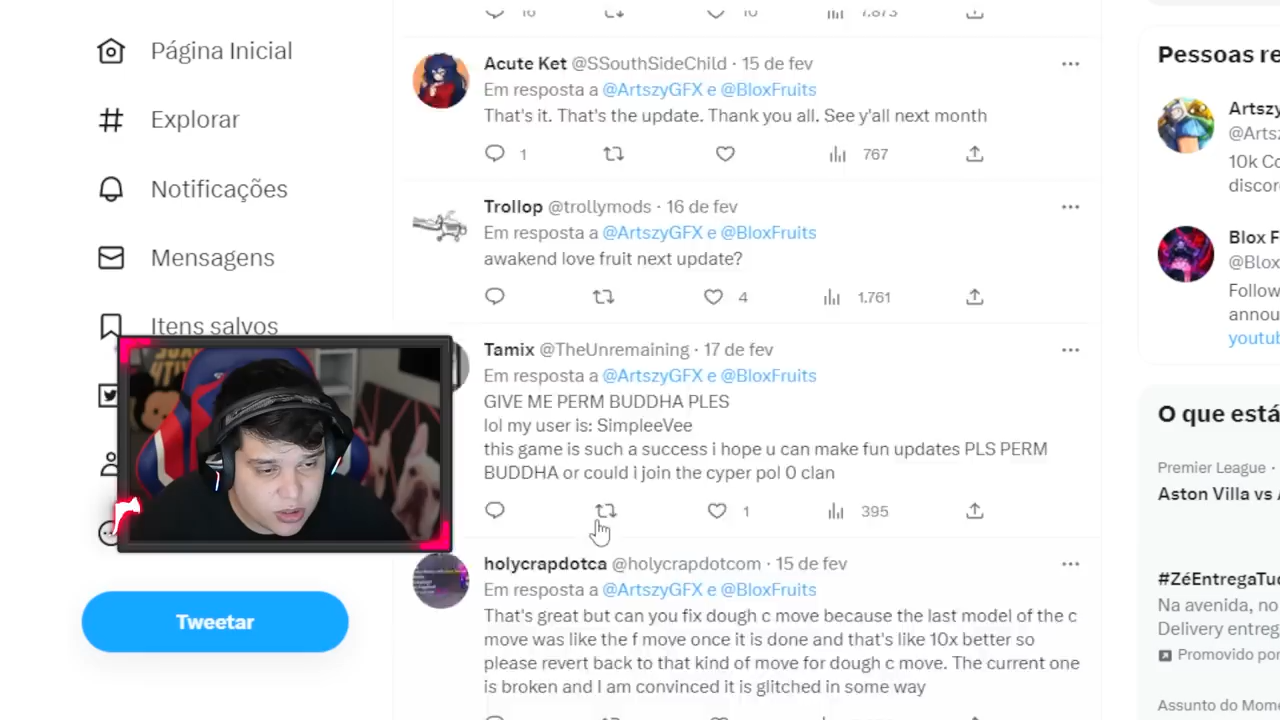 Página Inicial
Explorar
Notificações
Mensagens
Itens salvos
Tweetar
16 10 7.873
Acute Ket @SSouthSideChild · 15 de fev
Em resposta a @ArtszyGFX e @BloxFruits
That's it. That's the update. Thank you all. See y'all next month
1 767
Trollop @trollymods · 16 de fev
Em resposta a @ArtszyGFX e @BloxFruits
awakend love fruit next update?
4 1.761
Tamix @TheUnremaining · 17 de fev
Em resposta a @ArtszyGFX e @BloxFruits
GIVE ME PERM BUDDHA PLES
lol my user is: SimpleeVee
this game is such a success i hope u can make fun updates PLS PERM
BUDDHA or could i join the cyper pol 0 clan
1 395
holycrapdotca @holycrapdotcom · 15 de fev
Em resposta a @ArtszyGFX e @BloxFruits
That's great but can you fix dough c move because the last model of the c
move was like the f move once it is done and that's like 10x better so
please revert back to that kind of move for dough c move. The current one
is broken and I am convinced it is glitched in some way
Pessoas re
Artszy
@Artsz
10k Co
discor
Blox F
@Blox
Follow
annou
youtub
O que está
Premier League ·
Aston Villa vs A
#ZéEntregaTud
Na avenida, no
Delivery entreg
Promovido por
Assunto do Mom